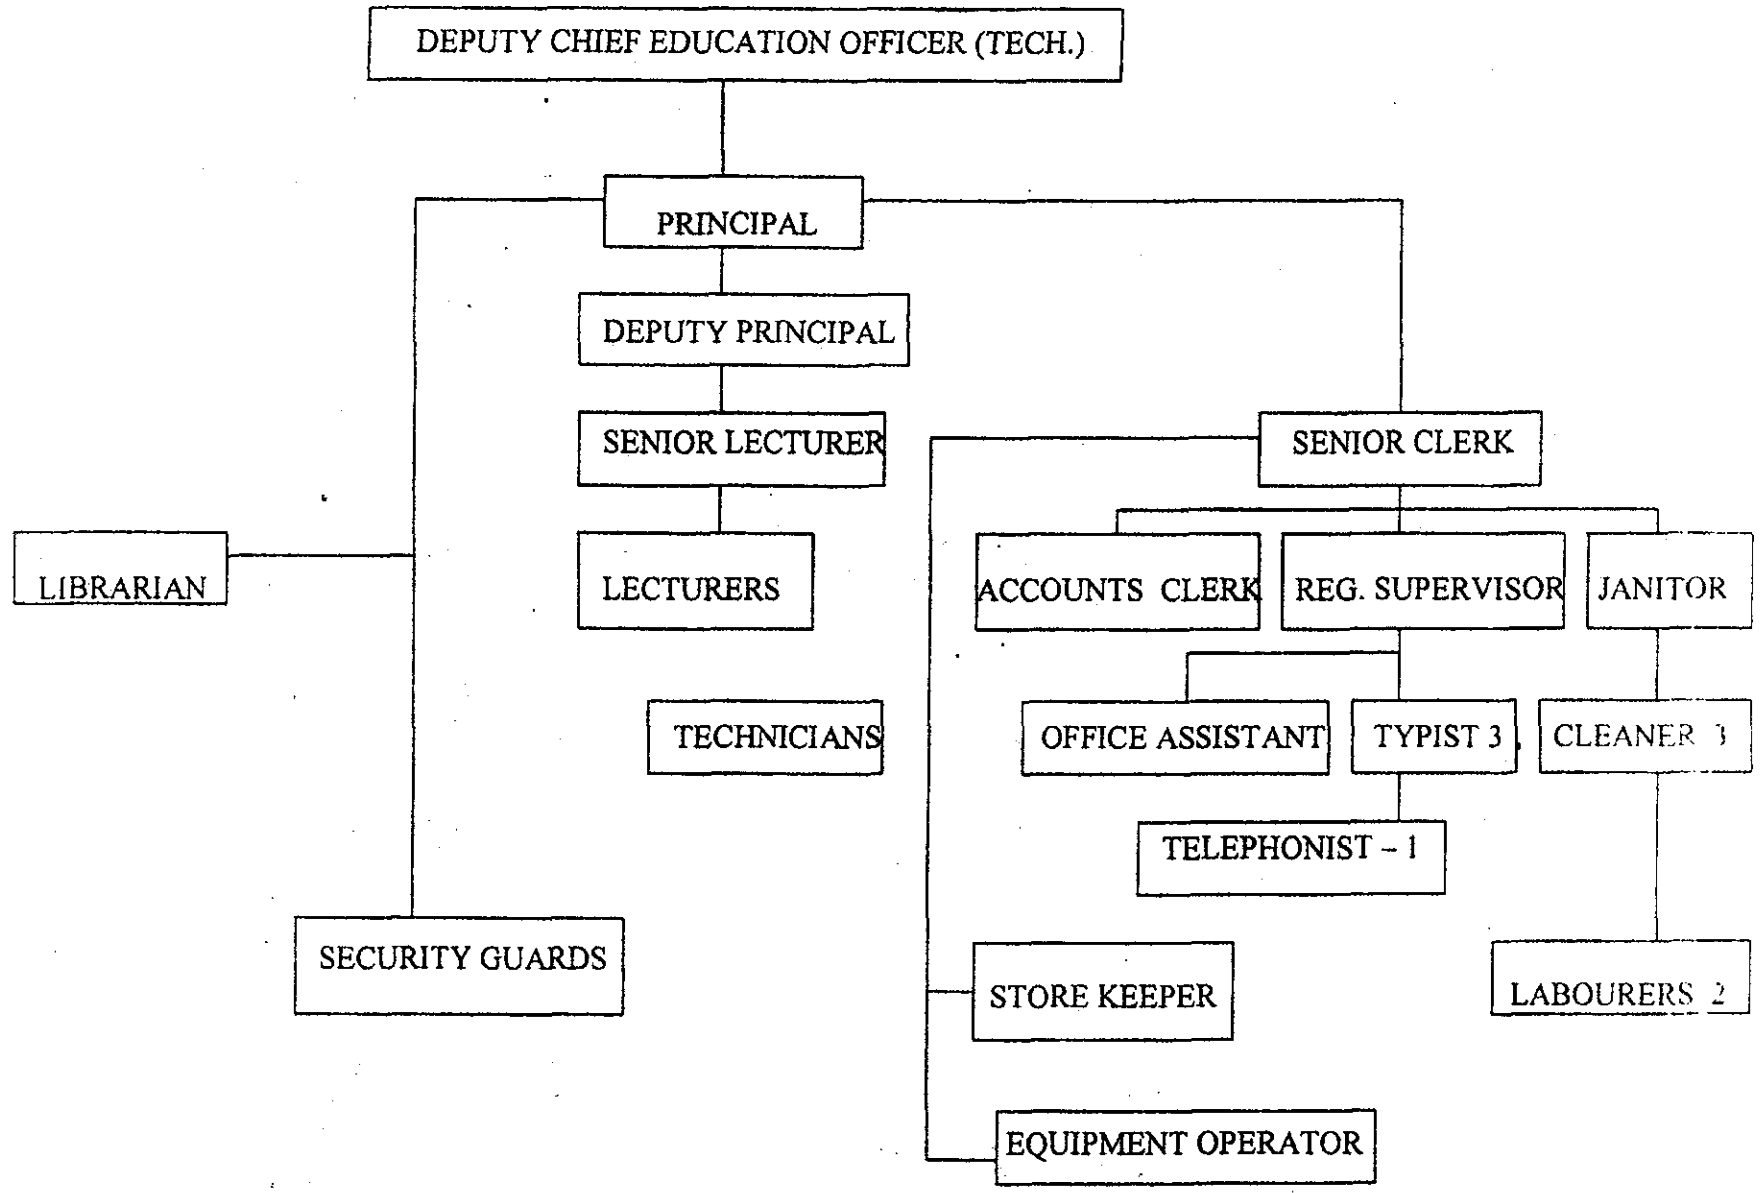 DEPUTY CHIEF EDUCATION OFFICER (TECH.)
PRINCIPAL
DEPUTY PRINCIPAL
SENIOR LECTURER
SENIOR CLERK
LIBRARIAN
LECTURERS
ACCOUNTS CLERK
REG. SUPERVISOR
JANITOR
TECHNICIANS
OFFICE ASSISTANT
TYPIST 3
CLEANER 3
TELEPHONIST – 1
SECURITY GUARDS
STORE KEEPER
LABOURERS 2
EQUIPMENT OPERATOR